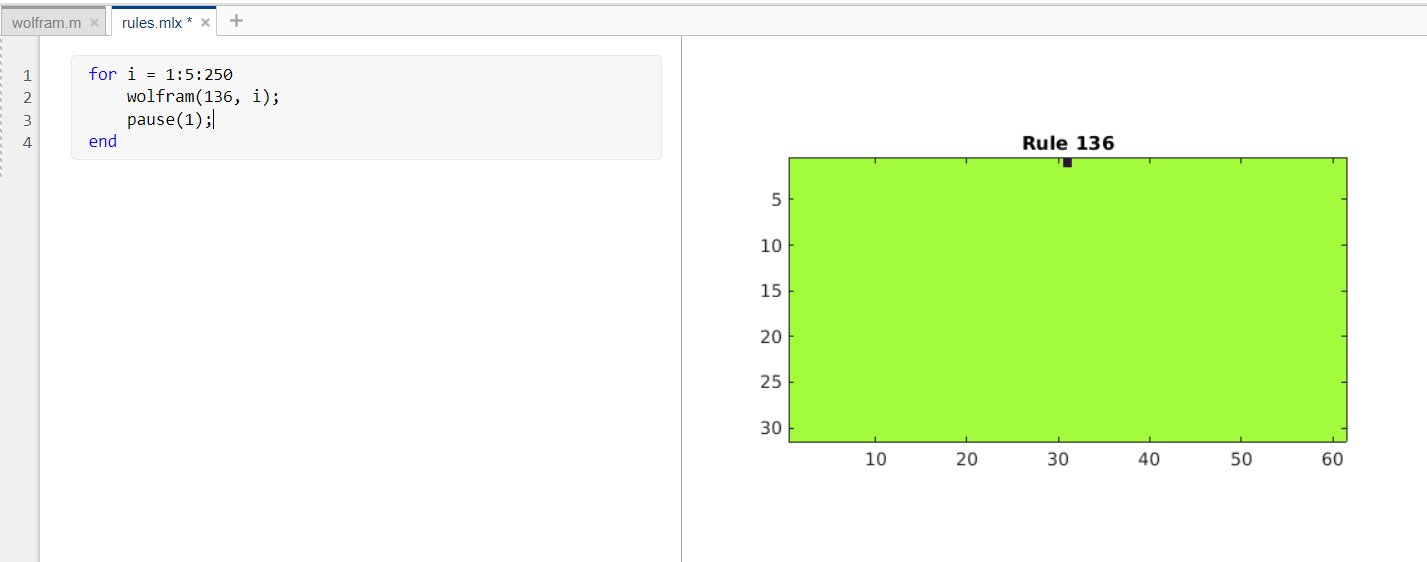 wolfram.m × rules.mlx * × +
1 for i = 1:5:250
2 wolfram(136, i);
3 pause(1);
4 end
Rule 136
5
10
15
20
25
30
10 20 30 40 50 60